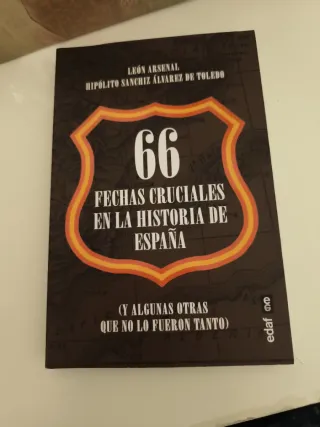 LEÓN ARSENAL
HIPÓLITO SANCHIZ ÁLVAREZ DE TOLEDO
66
FECHAS CRUCIALES
EN LA HISTORIA DE
ESPAÑA
(Y ALGUNAS OTRAS
QUE NO LO FUERON TANTO)
edaf